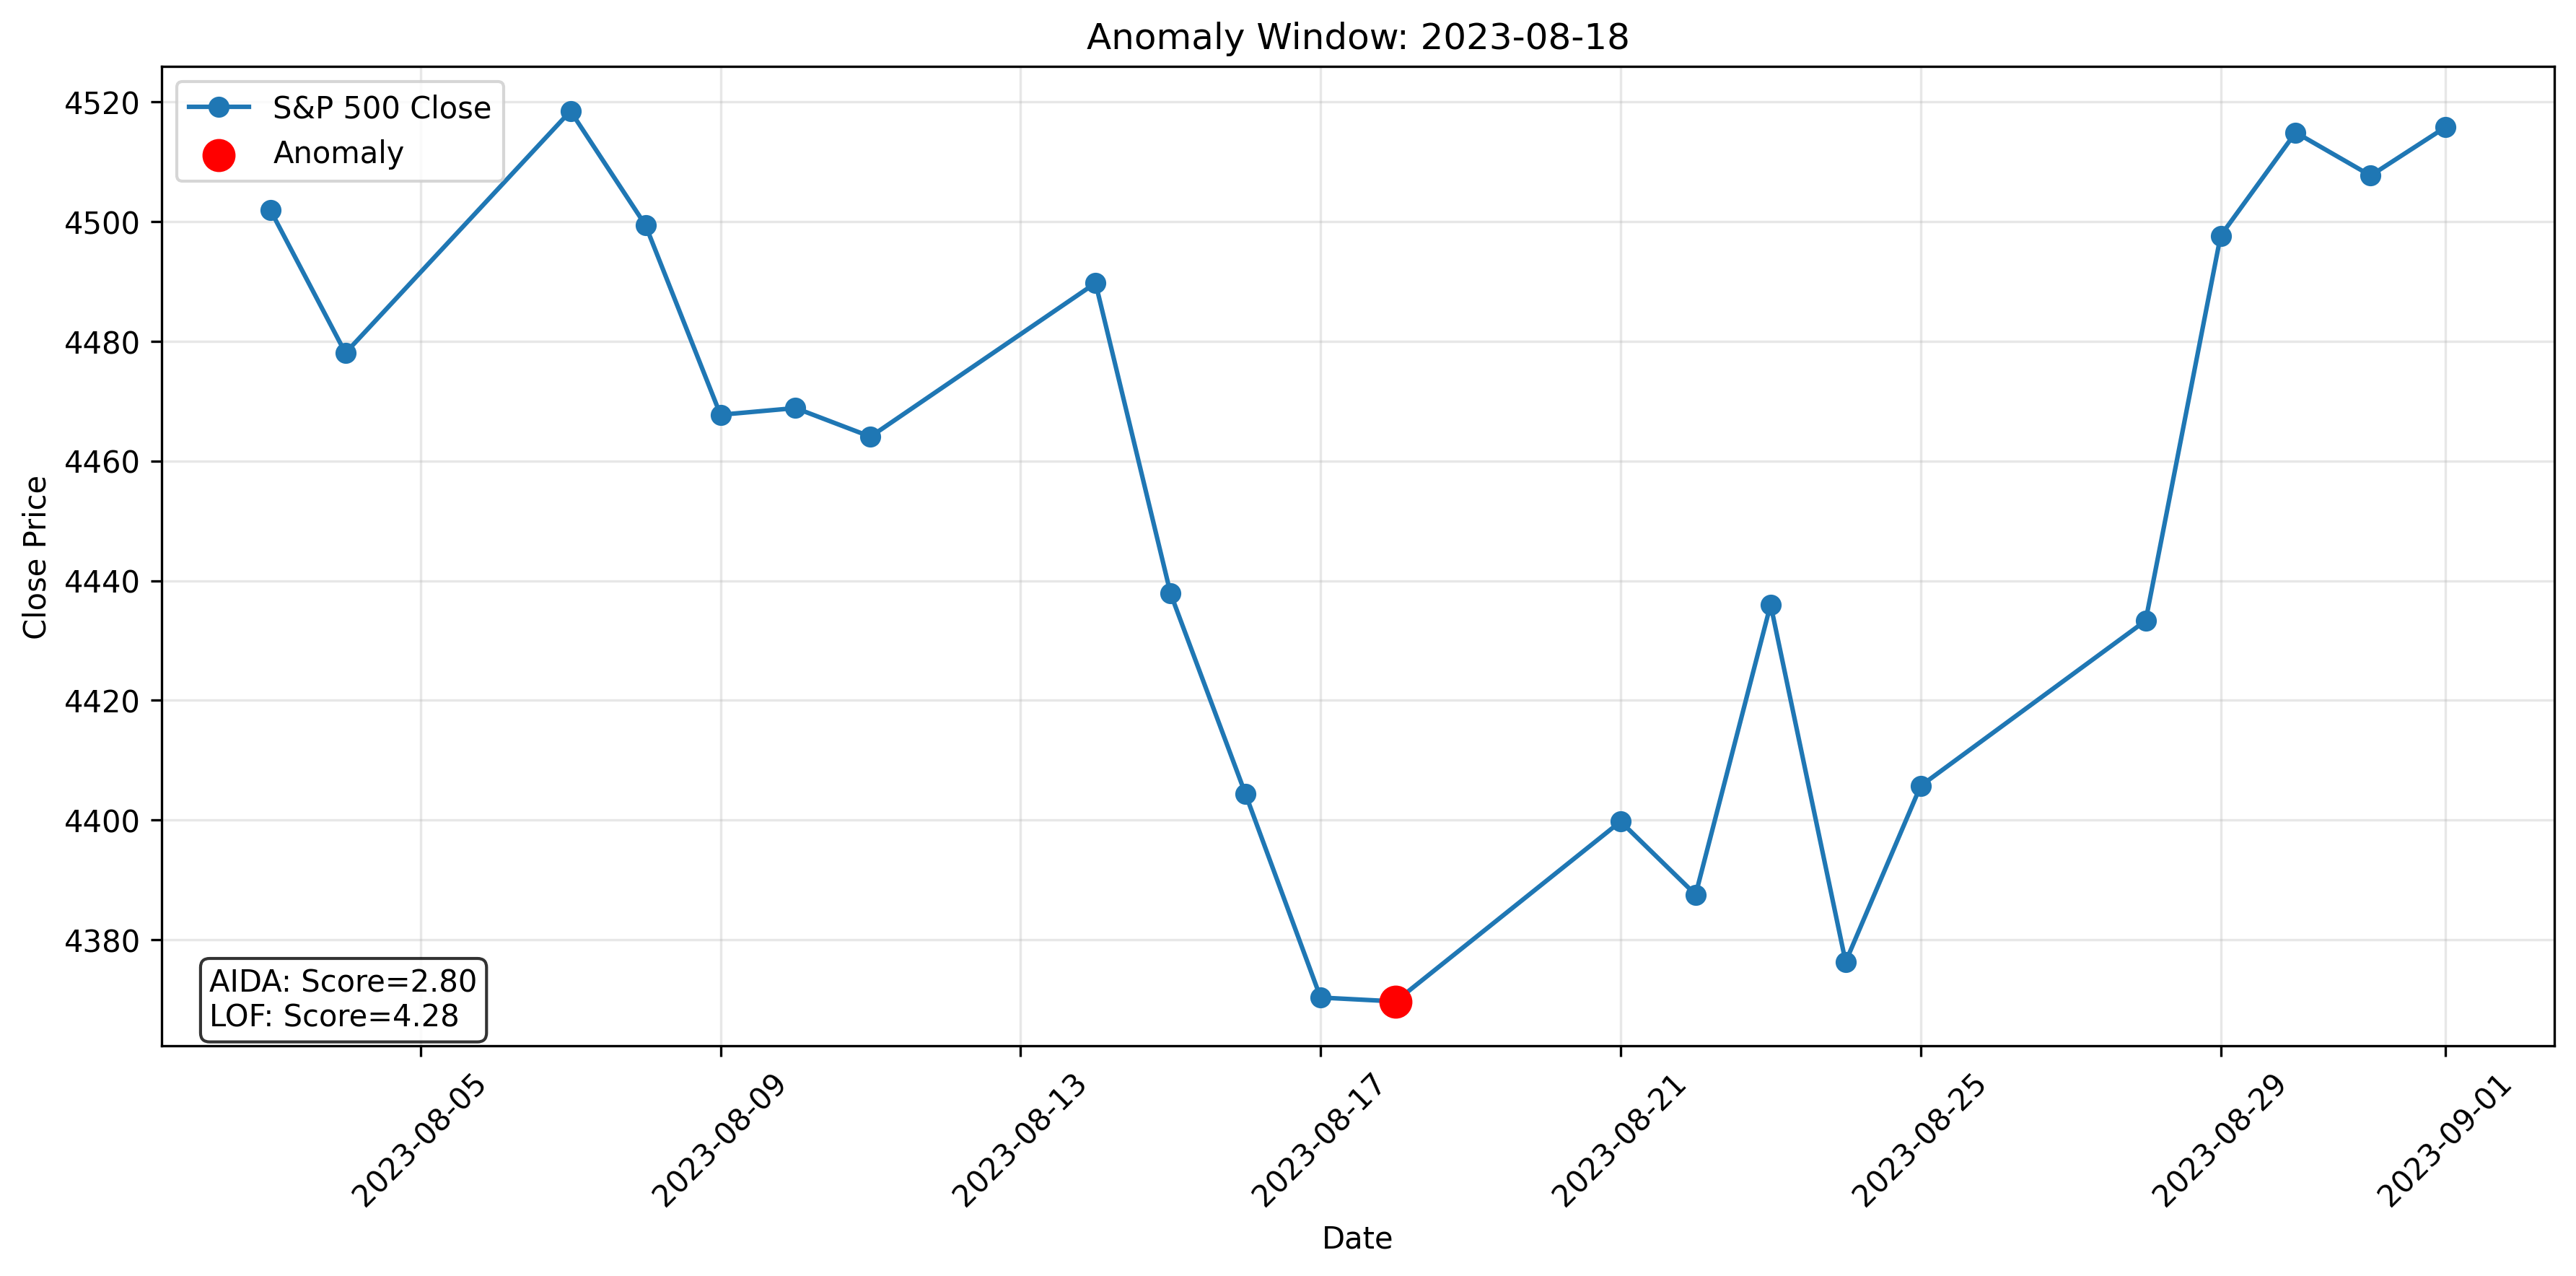 Anomaly Window: 2023-08-18
S&P 500 Close
Anomaly
4520
4500
4480
4460
4440
4420
4400
4380
Close Price
AIDA: Score=2.80
LOF: Score=4.28
2023-08-05
2023-08-09
2023-08-13
2023-08-17
2023-08-21
2023-08-25
2023-08-29
2023-09-01
Date